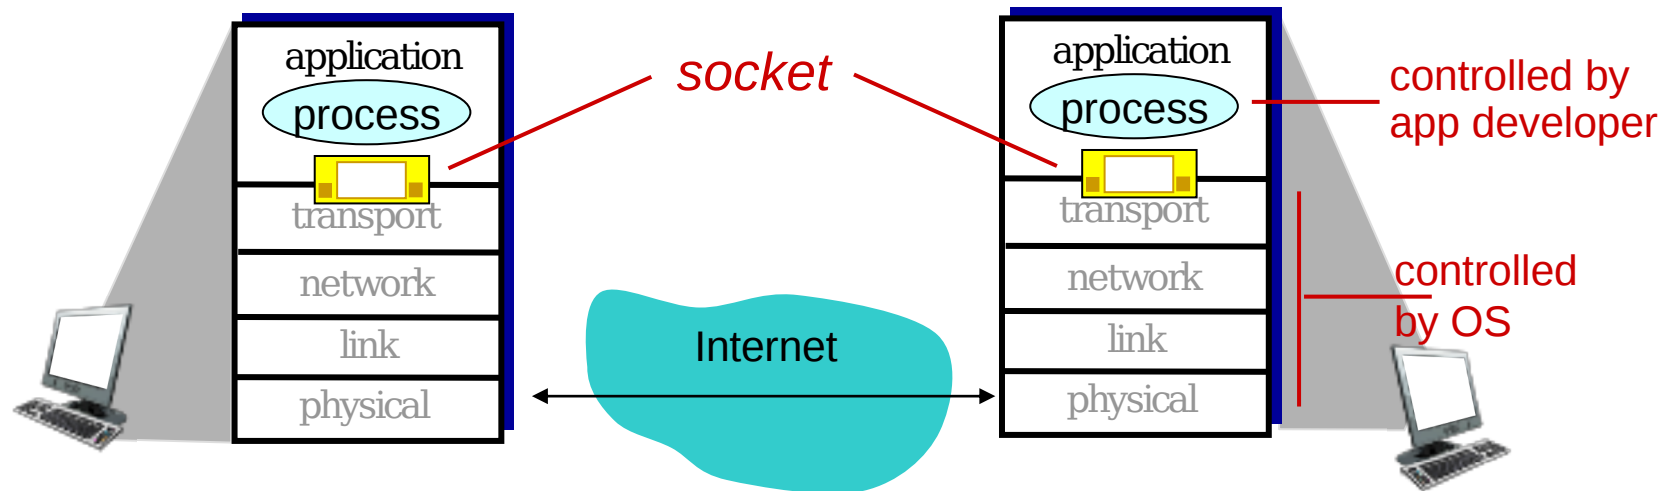 application
process
transport
network
link
physical
socket
Internet
application
process
transport
network
link
physical
controlled by
app developer
controlled
by OS